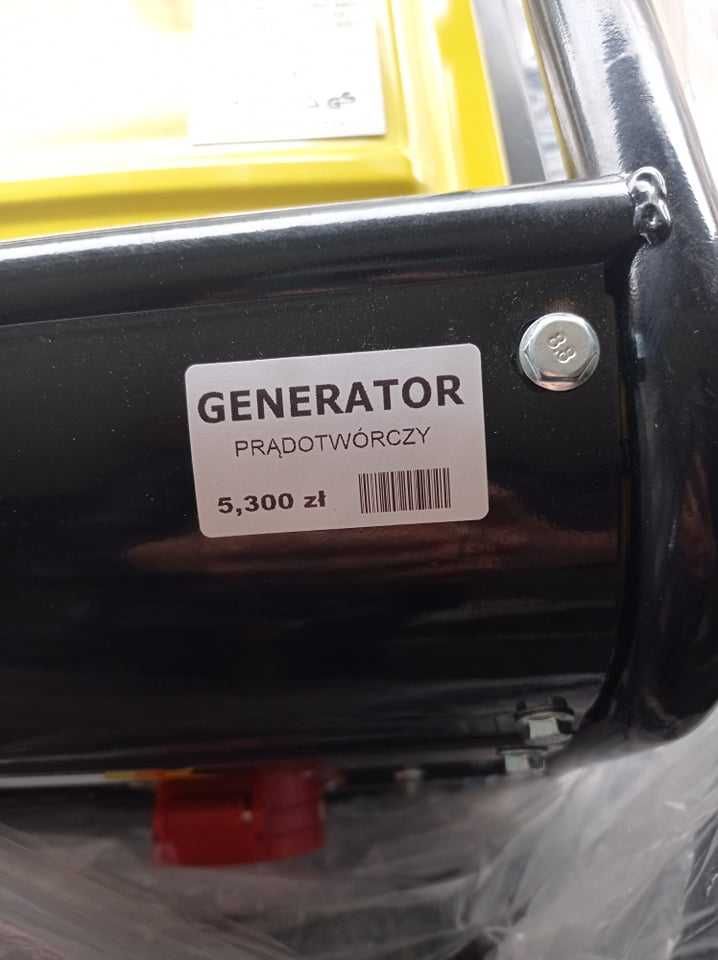 GENERATOR
PRĄDOTWÓRCZY
5,300 zł
8.8